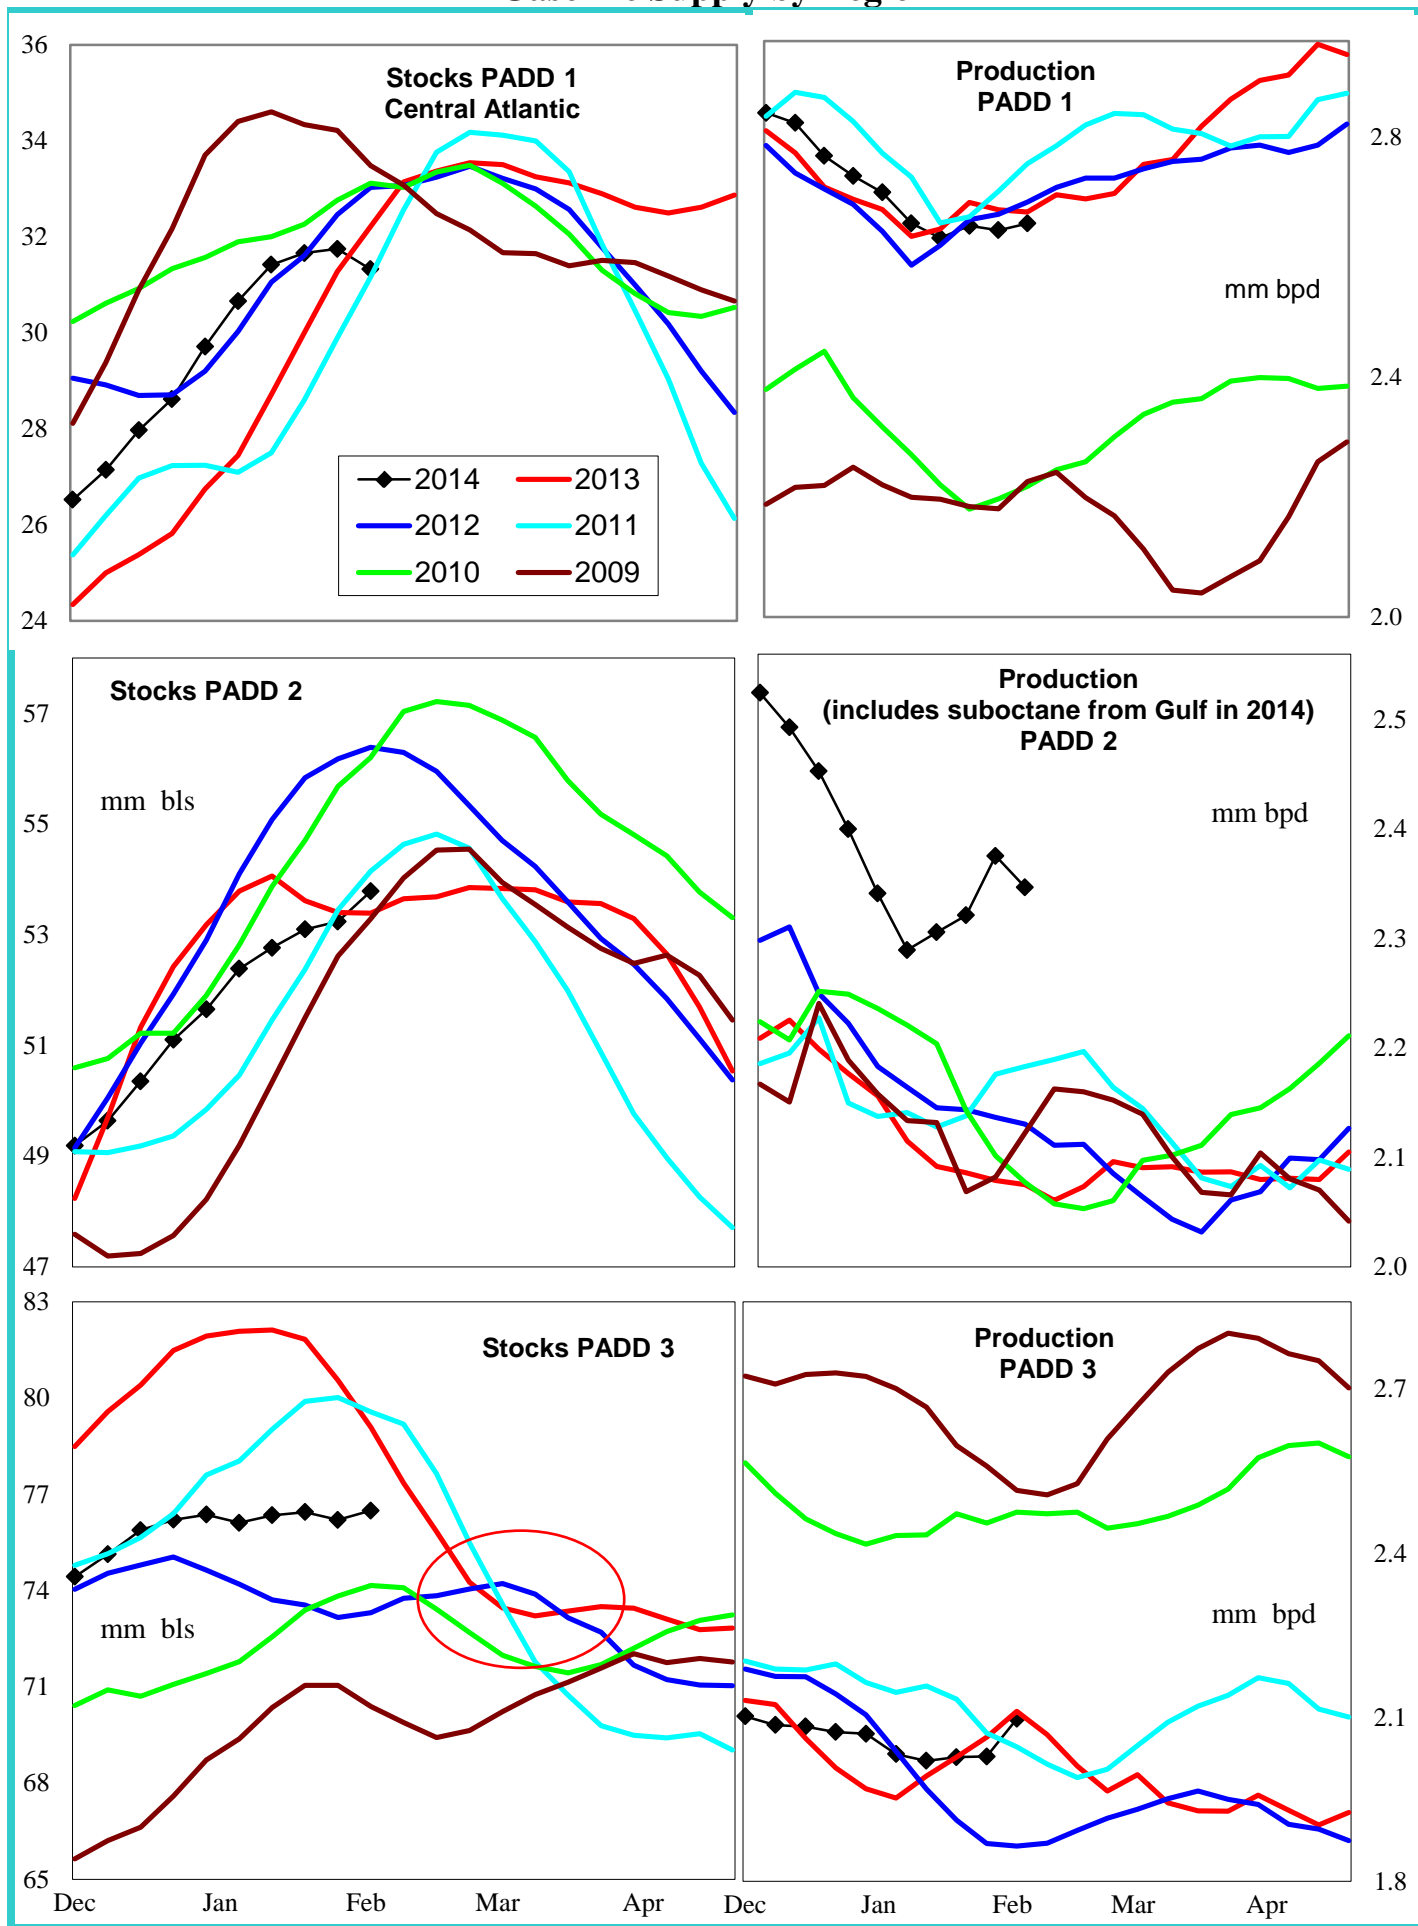 36
34
32
30
28
26
24
Stocks PADD 1
Central Atlantic
2014
2013
2012
2011
2010
2009
Production
PADD 1
mm bpd
2.8
2.4
2.0
Stocks PADD 2
mm bls
57
55
53
51
49
47
Production
(includes suboctane from Gulf in 2014)
PADD 2
mm bpd
2.5
2.4
2.3
2.2
2.1
2.0
83
80
77
74
71
68
65
Stocks PADD 3
mm bls
Dec Jan Feb Mar Apr
Production
PADD 3
mm bpd
2.7
2.4
2.1
1.8
Dec Jan Feb Mar Apr